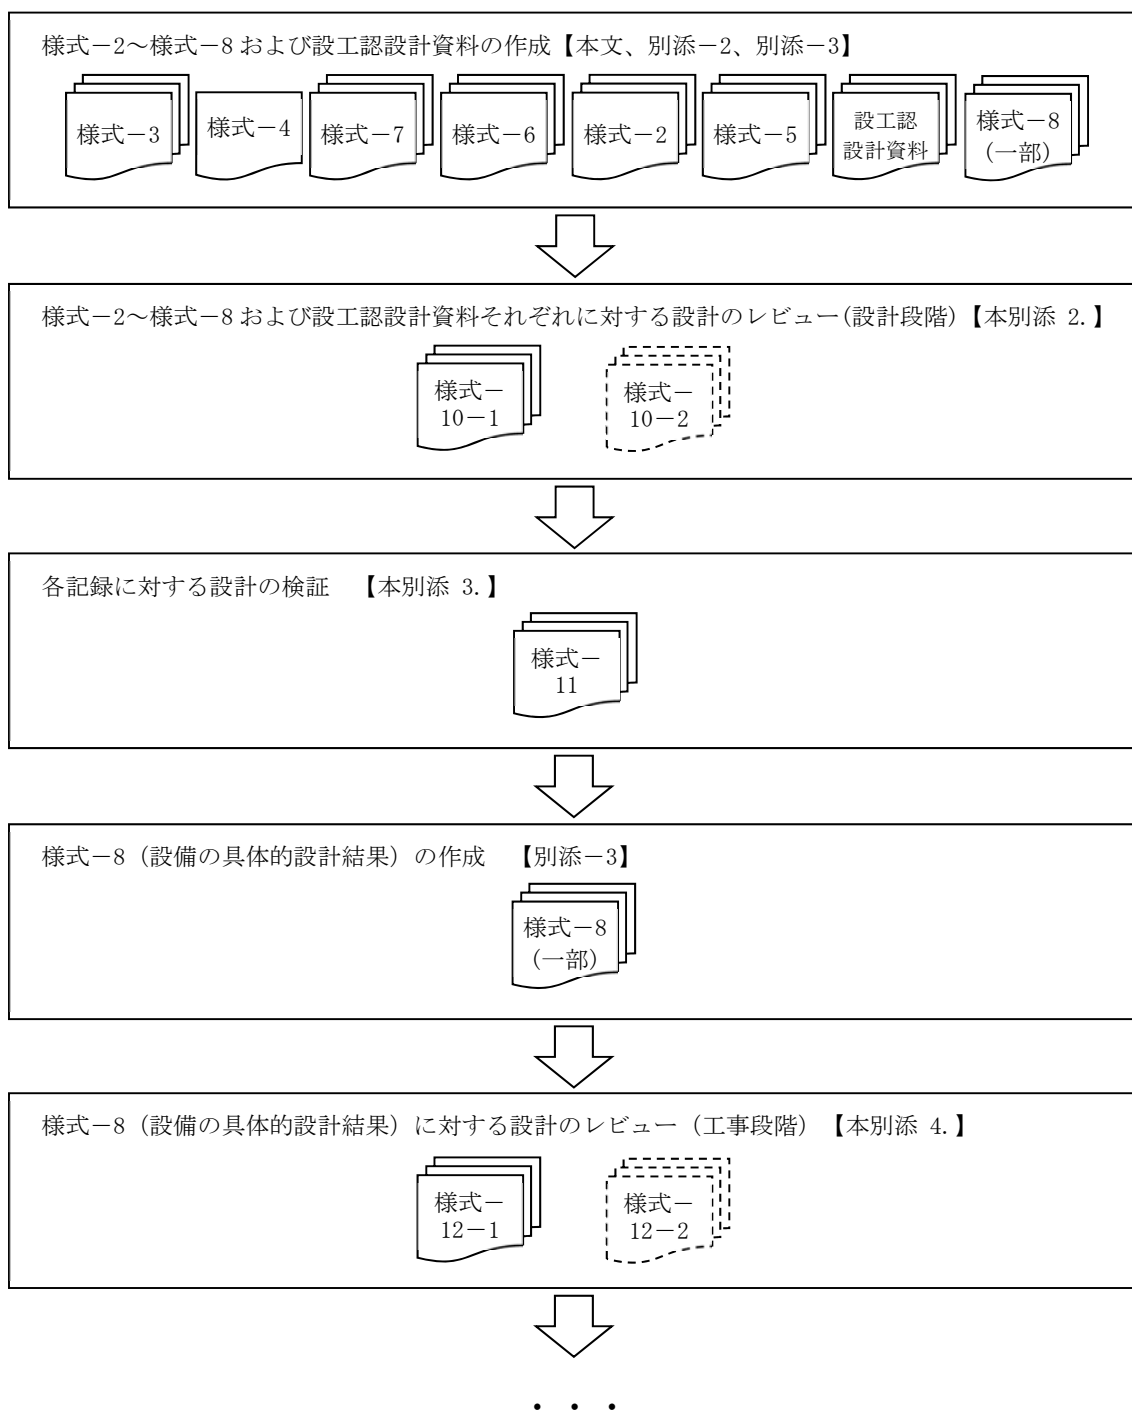 様式－2～様式－8 および設工認設計資料の作成【本文、別添－2、別添－3】
様式－3
様式－4
様式－7
様式－6
様式－2
様式－5
設工認
設計資料
様式－8
(一部)
様式－2～様式－8 および設工認設計資料それぞれに対する設計のレビュー(設計段階)【本別添 2.】
様式－
10－1
様式－
10－2
各記録に対する設計の検証　【本別添 3.】
様式－
11
様式－8（設備の具体的設計結果）の作成　【別添－3】
様式－8
(一部)
様式－8（設備の具体的設計結果）に対する設計のレビュー（工事段階）【本別添 4.】
様式－
12－1
様式－
12－2
・・・